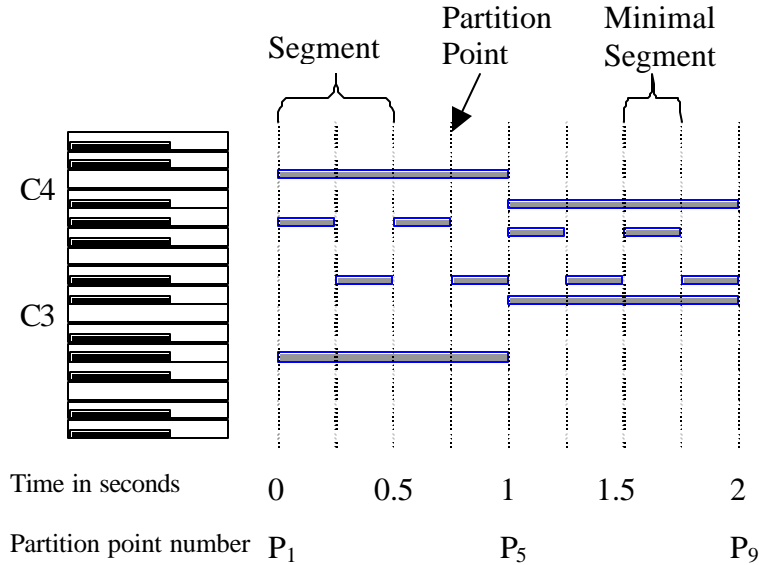 Segment
Partition
Point
Minimal
Segment
C4
C3
Time in seconds 0 0.5 1 1.5 2
Partition point number P₁ P₅ P₉